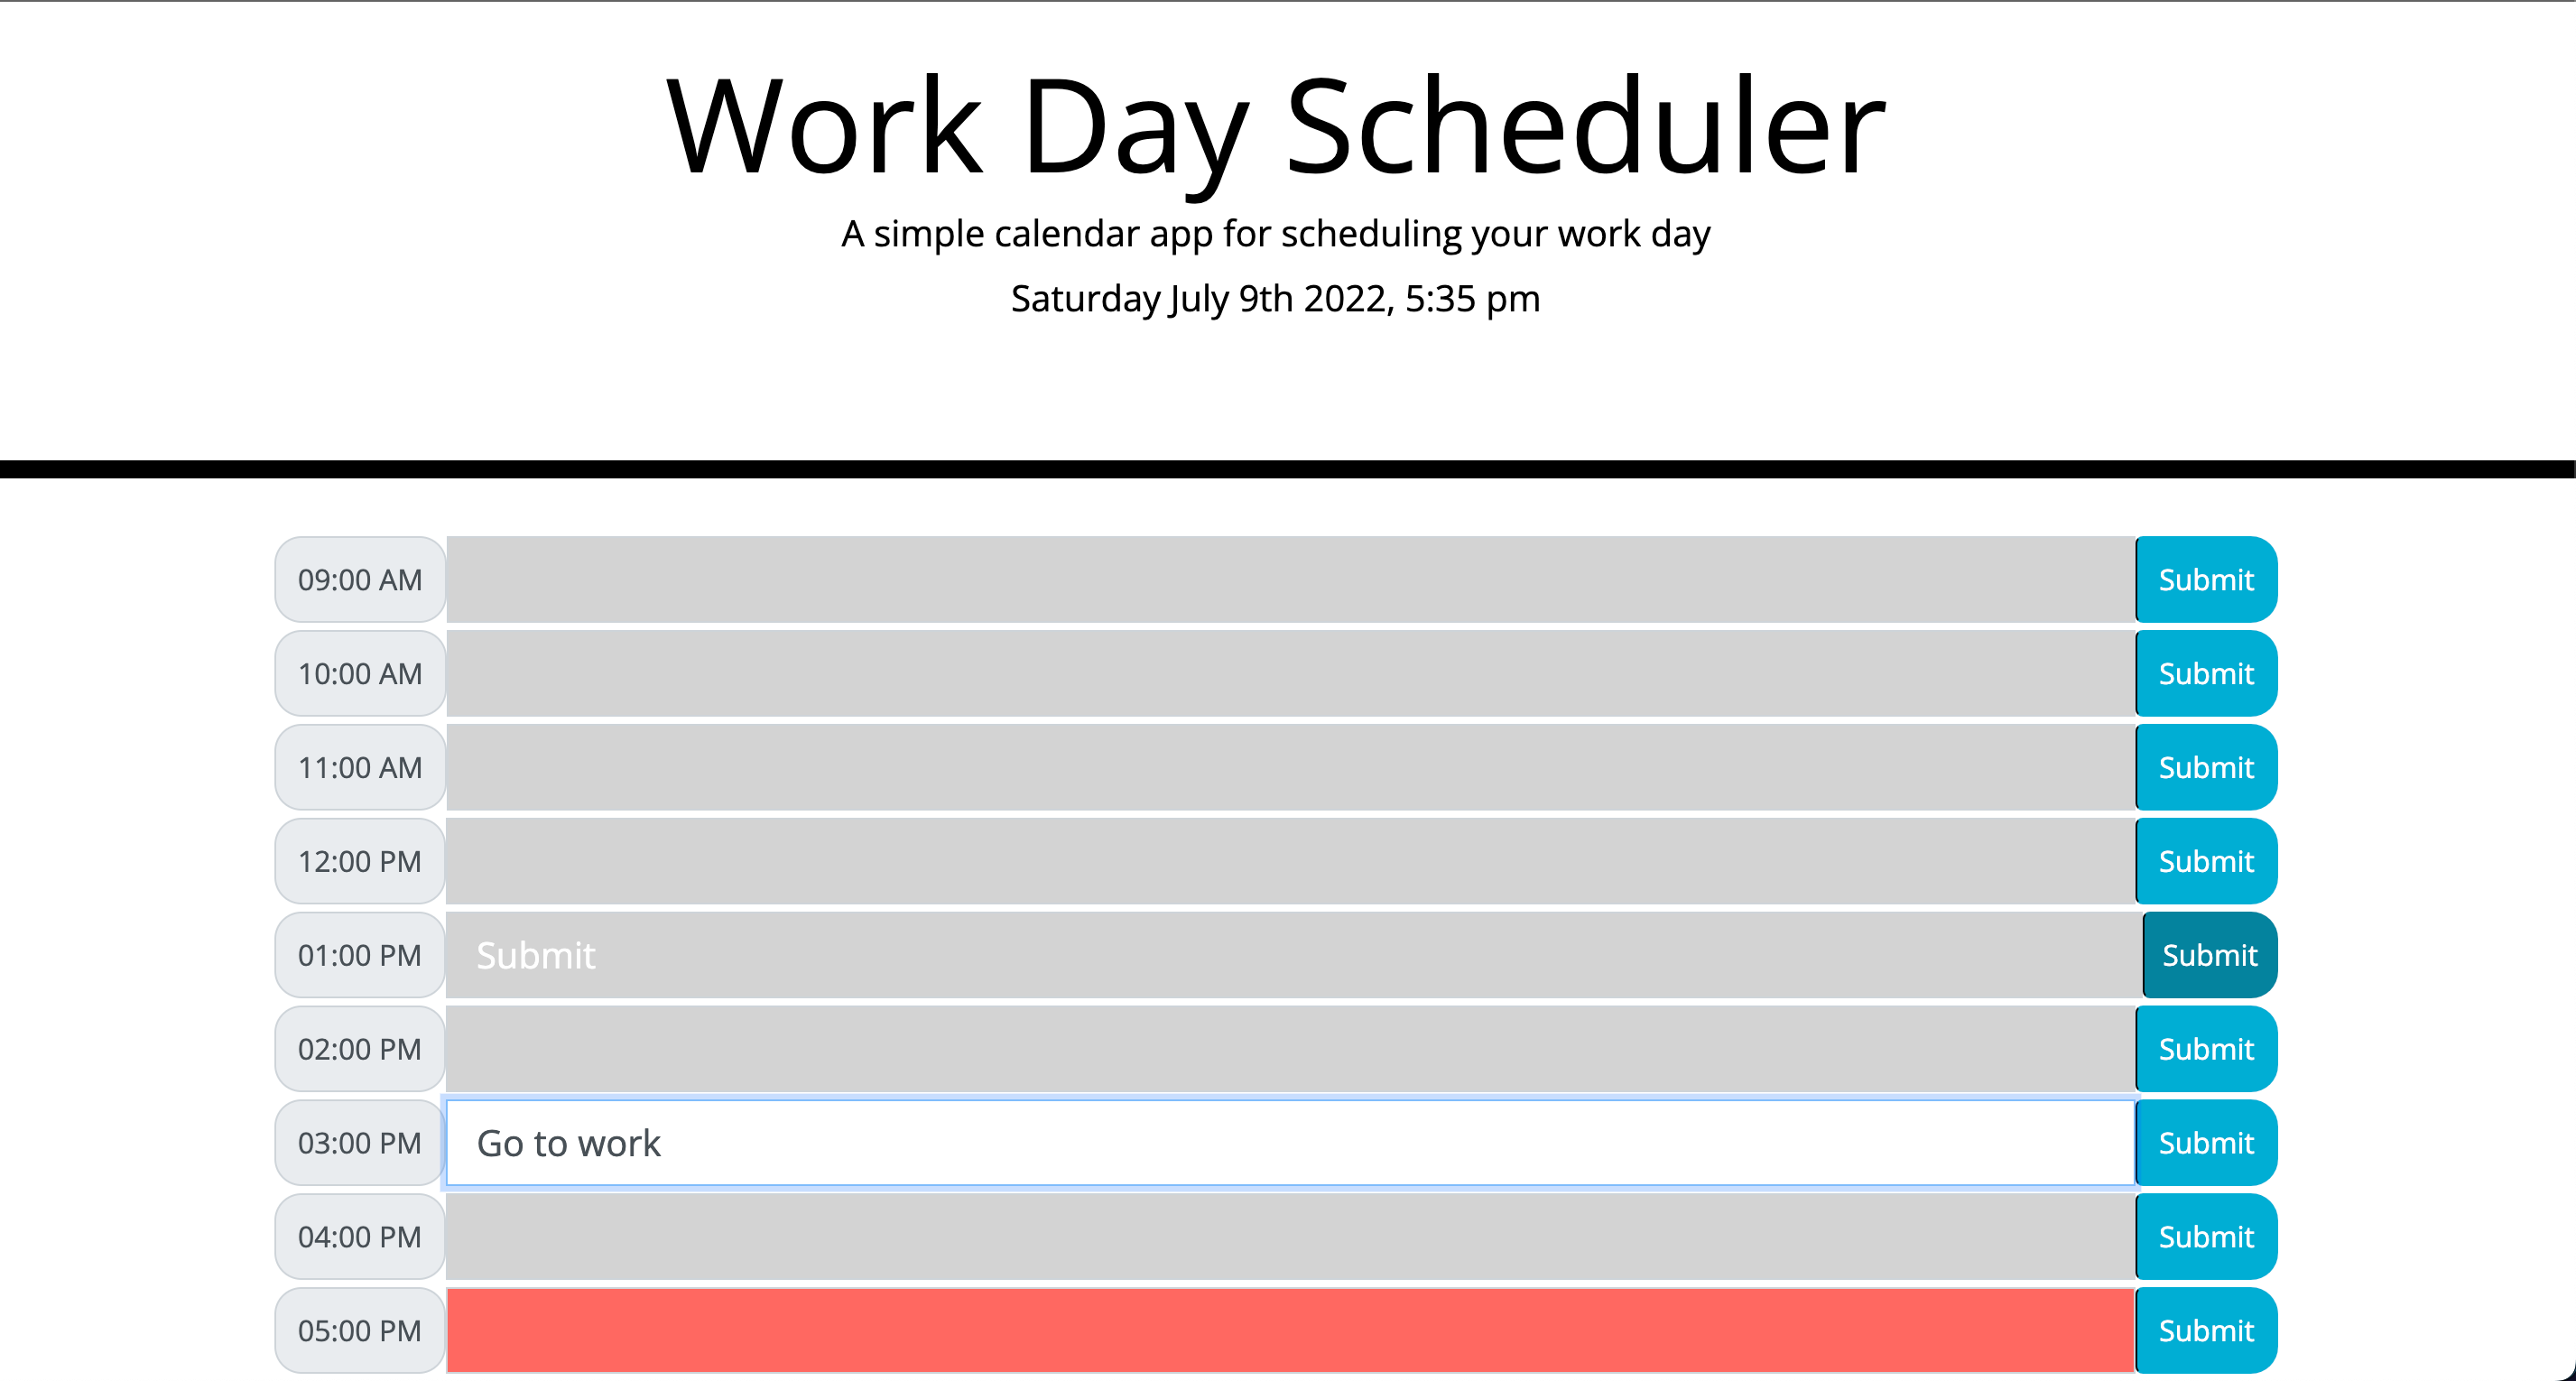 Work Day Scheduler
A simple calendar app for scheduling your work day
Saturday July 9th 2022, 5:35 pm
09:00 AM Submit
10:00 AM Submit
11:00 AM Submit
12:00 PM Submit
01:00 PM Submit Submit
02:00 PM Submit
03:00 PM Go to work Submit
04:00 PM Submit
05:00 PM Submit